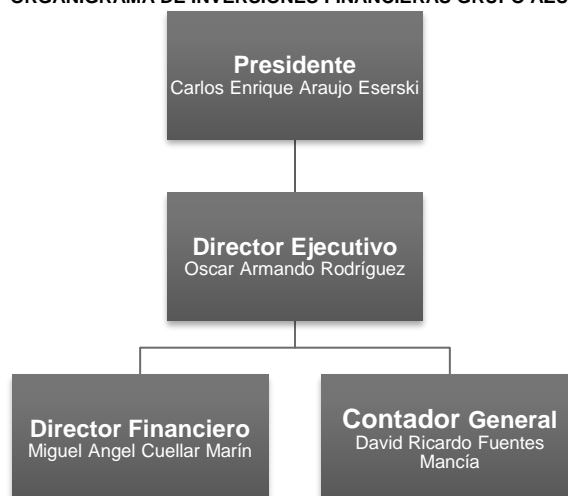 ORGANIGRAMA DE INVERSIONES FINANCIERAS GRUPO
Presidente
Carlos Enrique Araujo Eserski
Director Ejecutivo
Oscar Armando Rodríguez
Director Financiero
Miguel Angel Cuellar Marín
Contador General
David Ricardo Fuentes
Mancía